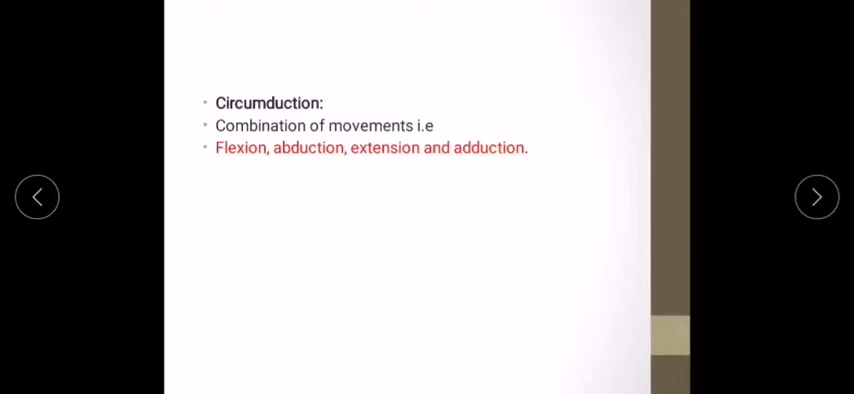 • Circumduction:
• Combination of movements i.e
• Flexion, abduction, extension and adduction.